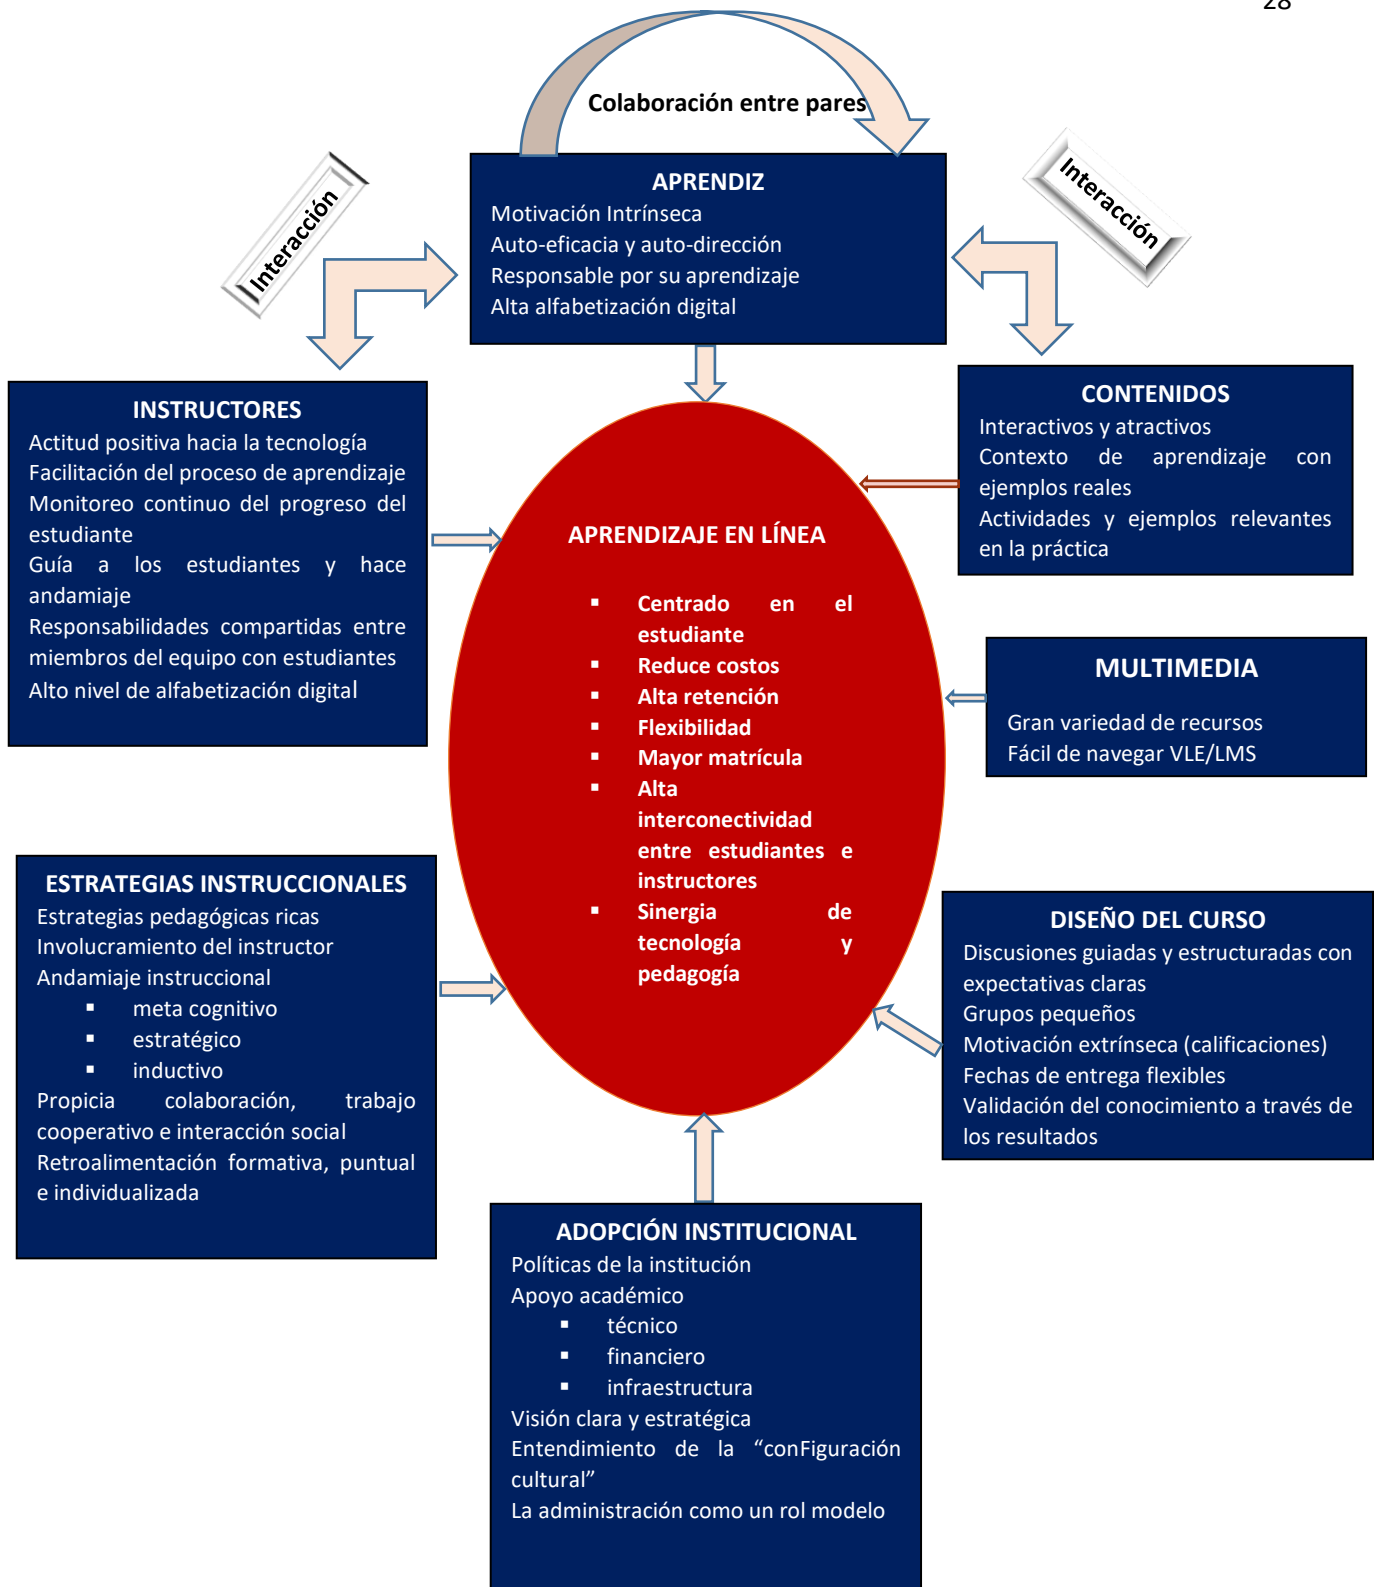 28
Colaboración entre pares
Interacción
Interacción
APRENDIZ
Motivación Intrínseca
Auto-eficacia y auto-dirección
Responsable por su aprendizaje
Alta alfabetización digital
INSTRUCTORES
Actitud positiva hacia la tecnología
Facilitación del proceso de aprendizaje
Monitoreo continuo del progreso del
estudiante
Guía a los estudiantes y hace
andamiaje
Responsabilidades compartidas entre
miembros del equipo con estudiantes
Alto nivel de alfabetización digital
CONTENIDOS
Interactivos y atractivos
Contexto de aprendizaje con
ejemplos reales
Actividades y ejemplos relevantes
en la práctica
APRENDIZAJE EN LÍNEA
▪ Centrado en el
estudiante
▪ Reduce costos
▪ Alta retención
▪ Flexibilidad
▪ Mayor matrícula
▪ Alta
interconectividad
entre estudiantes e
instructores
▪ Sinergia de
tecnología y
pedagogía
MULTIMEDIA
Gran variedad de recursos
Fácil de navegar VLE/LMS
ESTRATEGIAS INSTRUCCIONALES
Estrategias pedagógicas ricas
Involucramiento del instructor
Andamiaje instruccional
▪ meta cognitivo
▪ estratégico
▪ inductivo
Propicia colaboración, trabajo
cooperativo e interacción social
Retroalimentación formativa, puntual
e individualizada
DISEÑO DEL CURSO
Discusiones guiadas y estructuradas con
expectativas claras
Grupos pequeños
Motivación extrínseca (calificaciones)
Fechas de entrega flexibles
Validación del conocimiento a través de
los resultados
ADOPCIÓN INSTITUCIONAL
Políticas de la institución
Apoyo académico
▪ técnico
▪ financiero
▪ infraestructura
Visión clara y estratégica
Entendimiento de la “conFiguración
cultural”
La administración como un rol modelo